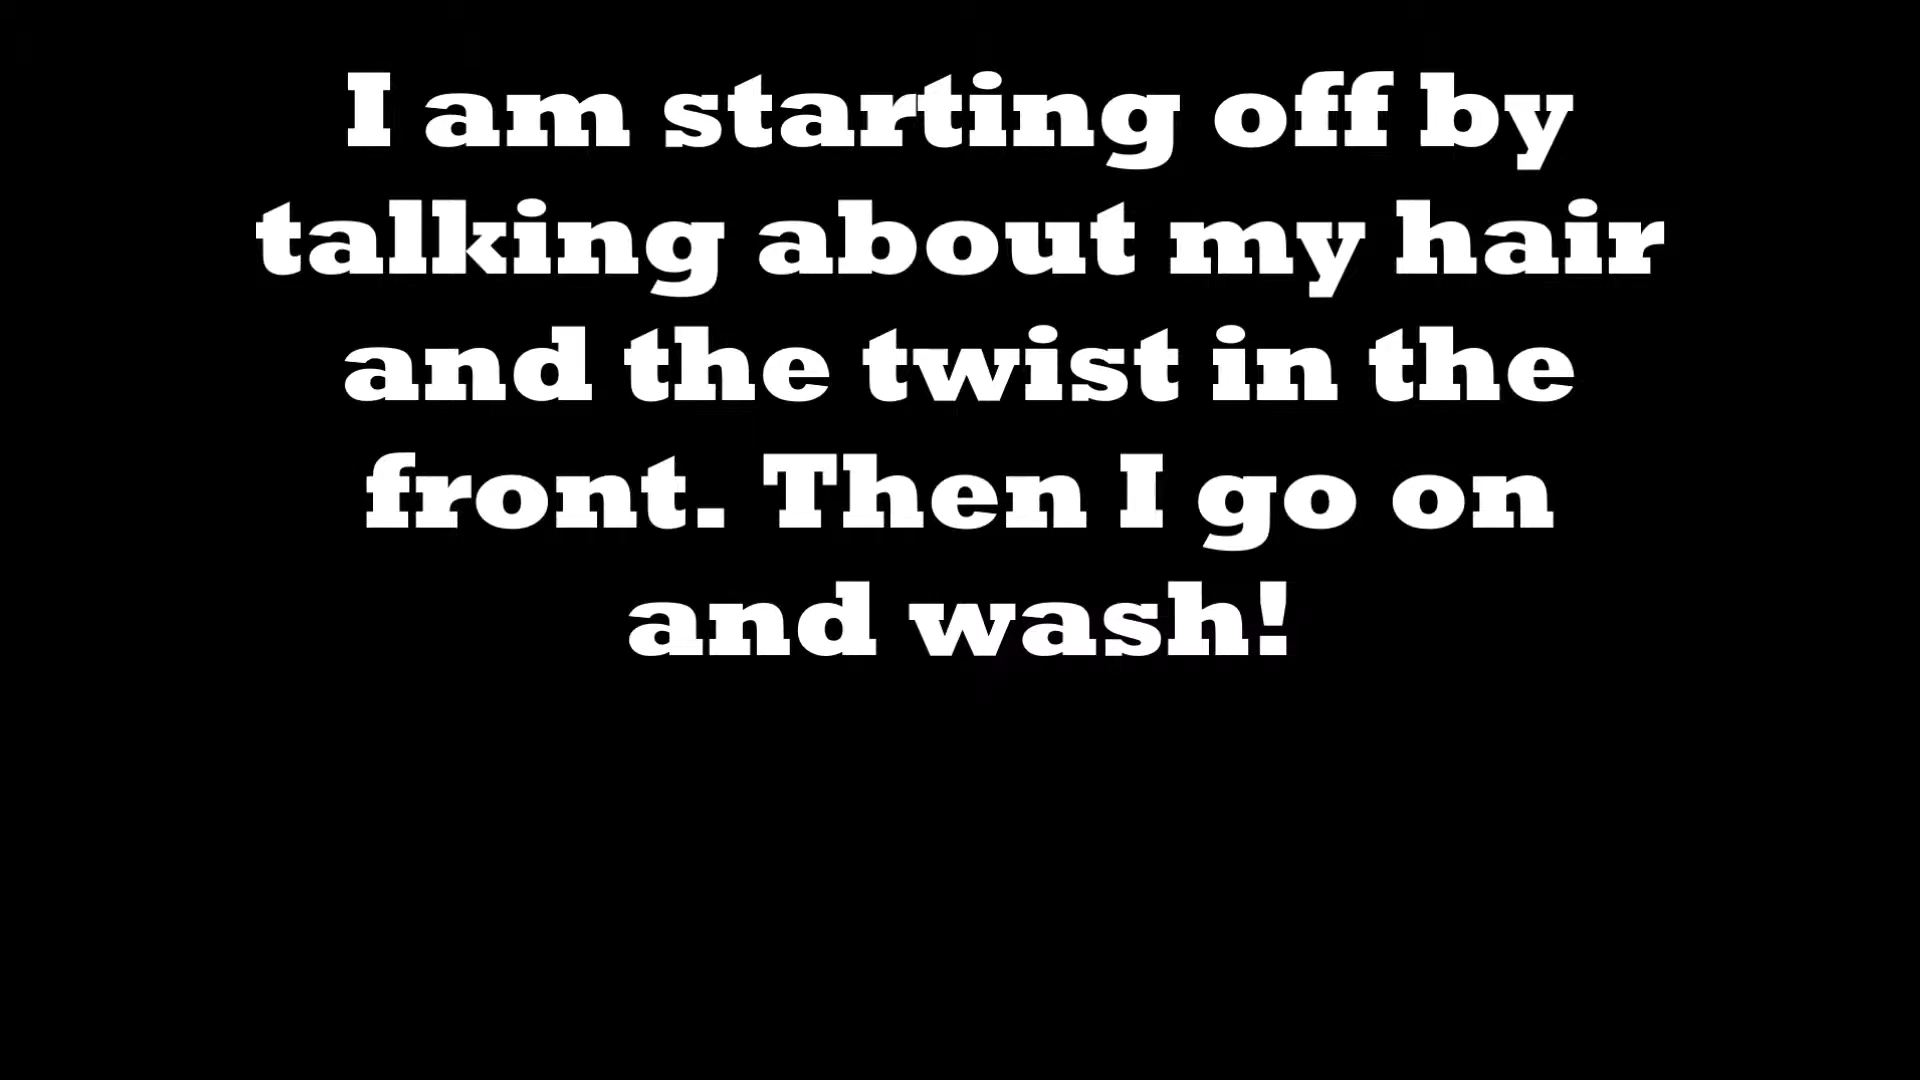 I am starting off by
talking about my hair
and the twist in the
front. Then I go on
and wash!